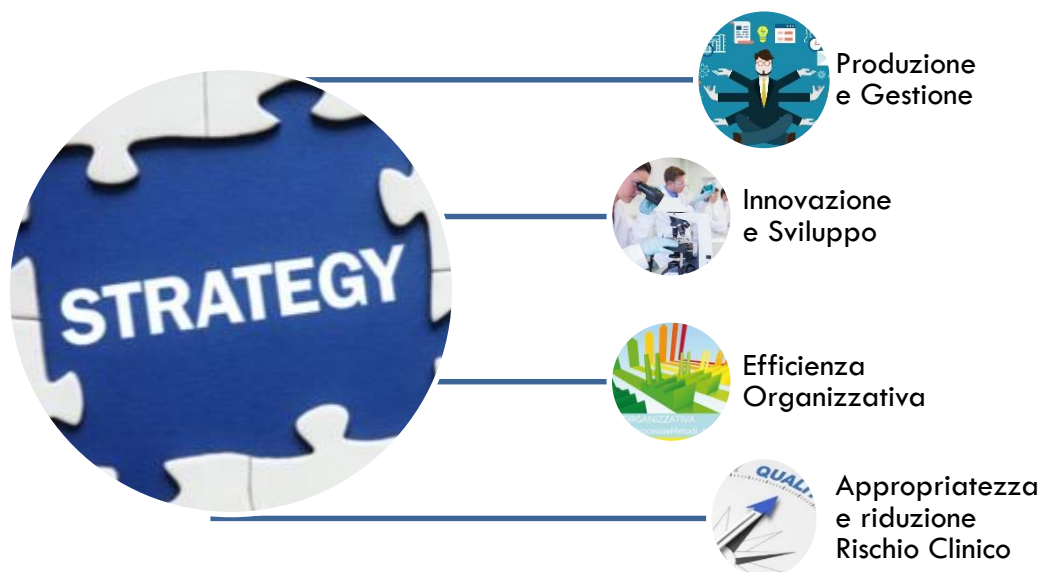 STRATEGY
Produzione
e Gestione
Innovazione
e Sviluppo
Efficienza
Organizzativa
Appropriatezza
e riduzione
Rischio Clinico